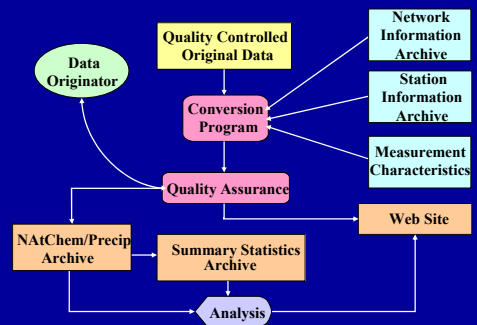 Network
Information
Archive
Quality Controlled
Original Data
Data
Originator
Station
Information
Archive
Conversion
Program
Measurement
Characteristics
Quality Assurance
Web Site
NAtChem/Precip
Archive
Summary Statistics
Archive
Analysis